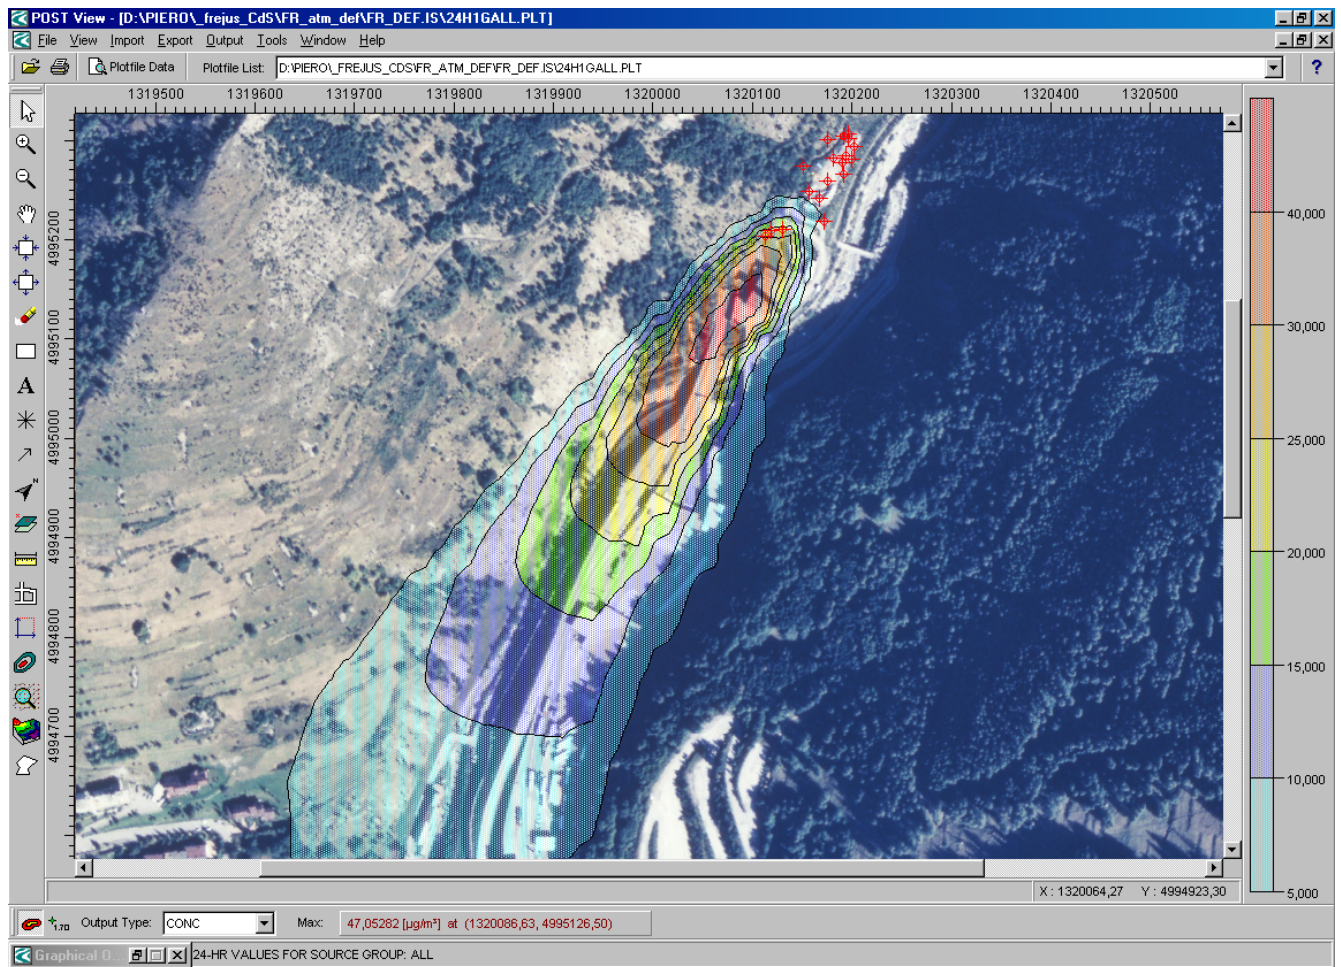 POST View - [D:\PIERO\_frejus_CdS\FR_atm_def\FR_DEF.IS\24H1GALL.PLT]
File View Import Export Output Tools Window Help
Plotfile Data Plotfile List: D:\PIERO\_FREJUS_CDS\FR_ATM_DEF\FR_DEF.IS\24H1GALL.PLT ?
1319500 1319600 1319700 1319800 1319900 1320000 1320100 1320200 1320300 1320400 1320500
4995200
4995100
4995000
4994900
4994800
4994700
A
N
40,000
30,000
25,000
20,000
15,000
10,000
5,000
X : 1320064,27 Y : 4994923,30
1.70 Output Type: CONC Max: 47,05282 [µg/m³] at (1320086,63, 4995126,50)
Graphical O... 24-HR VALUES FOR SOURCE GROUP: ALL